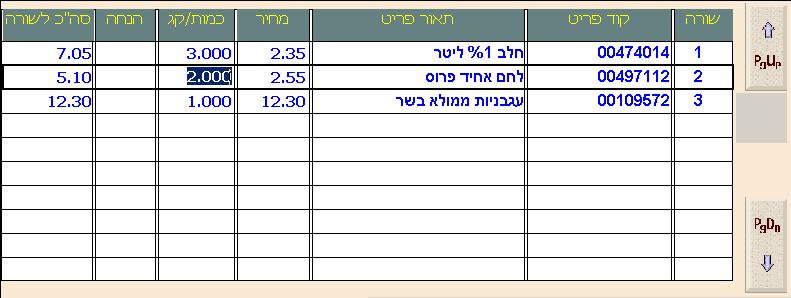 שורה קוד פריט תאור פריט מחיר כמות/קג הנחה סה"כ לשורה
1 00474014 חלב 1% ליטר 2.35 3.000 7.05
2 00497112 לחם אחיד פרוס 2.55 2.000 5.10
3 00109572 עגבניות ממולא בשר 12.30 1.000 12.30
PgUp
PgDn